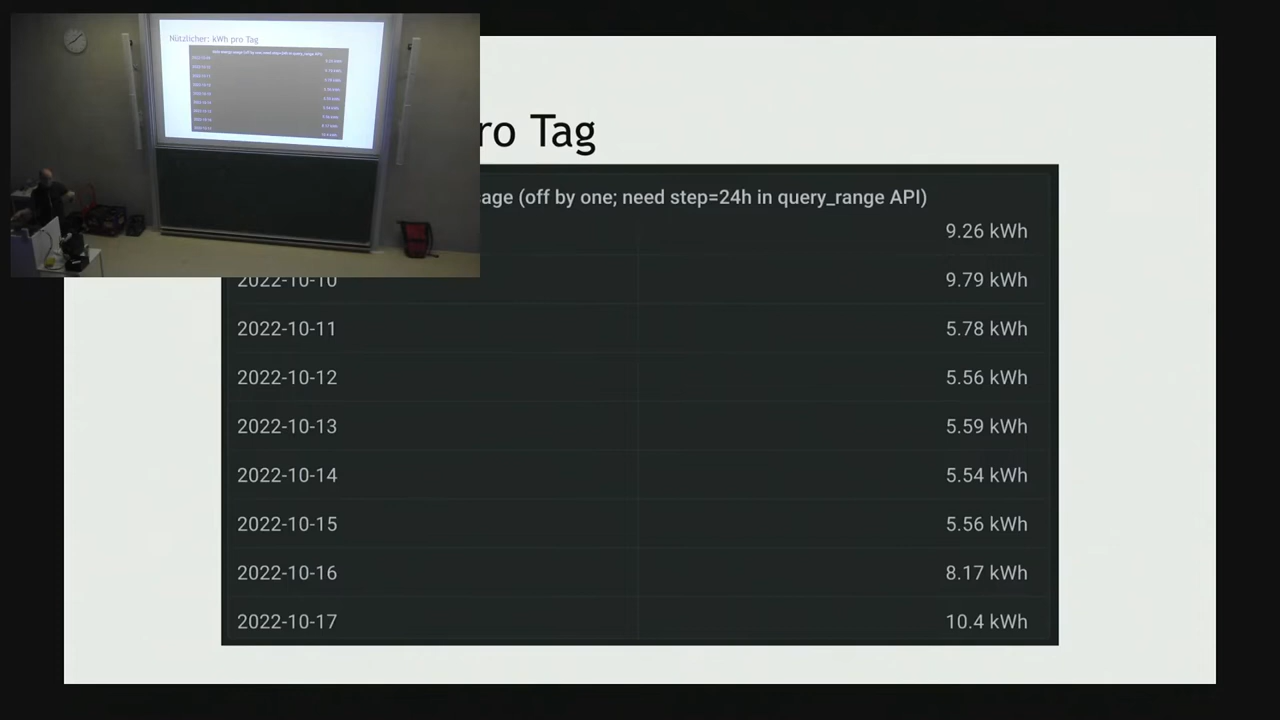 Nützlicher: kWh pro Tag
pro Tag
age (off by one; need step=24h in query_range API)
9.26 kWh
2022-10-10 9.79 kWh
2022-10-11 5.78 kWh
2022-10-12 5.56 kWh
2022-10-13 5.59 kWh
2022-10-14 5.54 kWh
2022-10-15 5.56 kWh
2022-10-16 8.17 kWh
2022-10-17 10.4 kWh